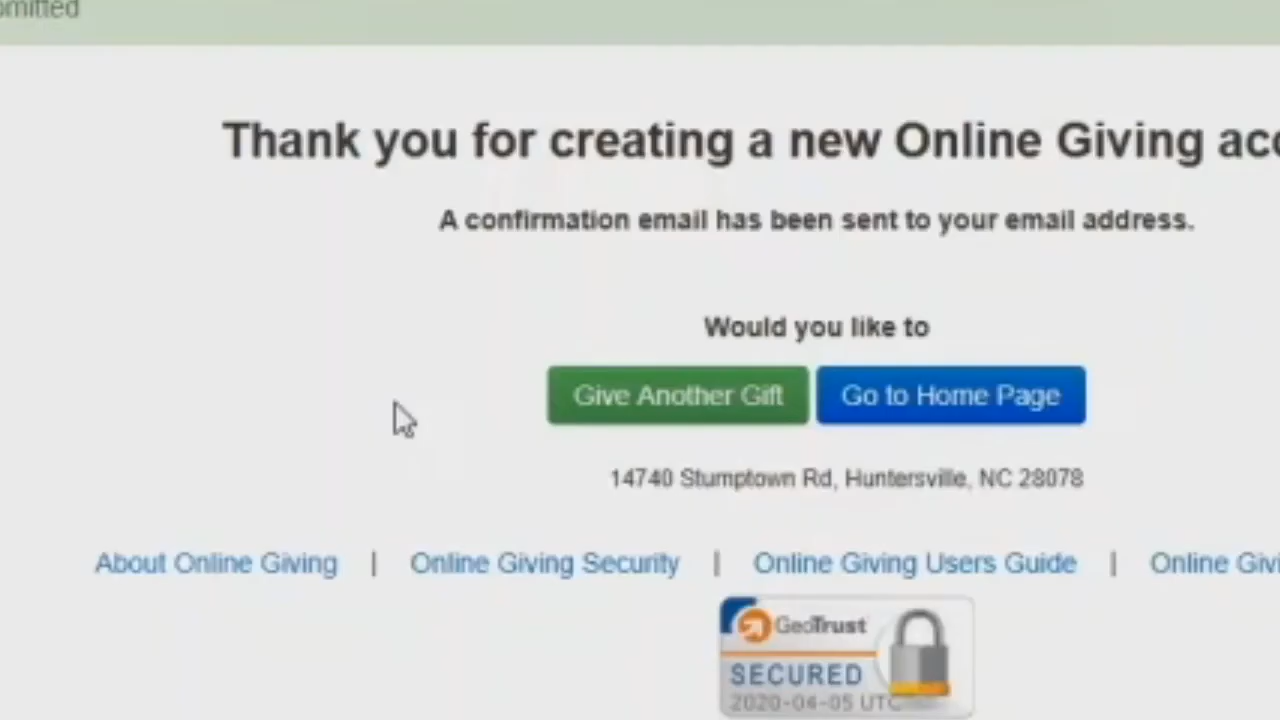 Thank you for creating a new Online Giving
A confirmation email has been sent to your email address.
Would you like to
Give Another Gift Go to Home Page
14740 Stumptown Rd, Huntersville, NC 28078
About Online Giving | Online Giving Security | Online Giving Users Guide | Online
GeoTrust
SECURED
2020-04-05 UTC